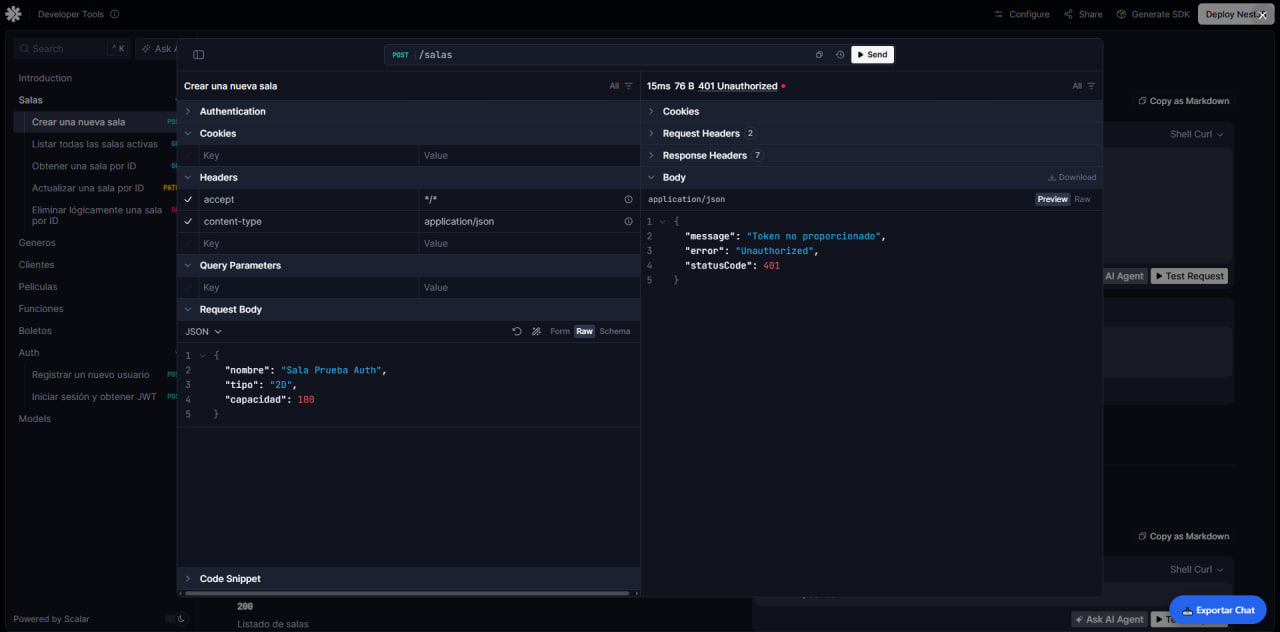 Developer Tools
Configure
Share
Generate SDK
Deploy
Search
^ K
Ask
POST
/salas
Send
Introduction
Salas
Crear una nueva sala
Listar todas las salas activas
Obtener una sala por ID
Actualizar una sala por ID
Eliminar lógicamente una sala
por ID
Generos
Clientes
Peliculas
Funciones
Boletos
Auth
Registrar un nuevo usuario
Iniciar sesión y obtener JWT
Models
Powered by Scalar
Crear una nueva sala
All
Authentication
Cookies
Key
Value
Headers
accept
*/*
content-type
application/json
Key
Value
Query Parameters
Key
Value
Request Body
JSON
Form
Raw
Schema
1 {
2 "nombre": "Sala Prueba Auth",
3 "tipo": "2D",
4 "capacidad": 100
5 }
Code Snippet
15ms 76 B 401 Unauthorized
All
Cookies
Request Headers 2
Response Headers 7
Body
Download
application/json
Preview
Raw
1 {
2 "message": "Token no proporcionado",
3 "error": "Unauthorized",
4 "statusCode": 401
5 }
Copy as Markdown
Shell Curl
AI Agent
Test Request
Copy as Markdown
Shell Curl
Ask AI Agent
Exportar Chat
200
Listado de salas